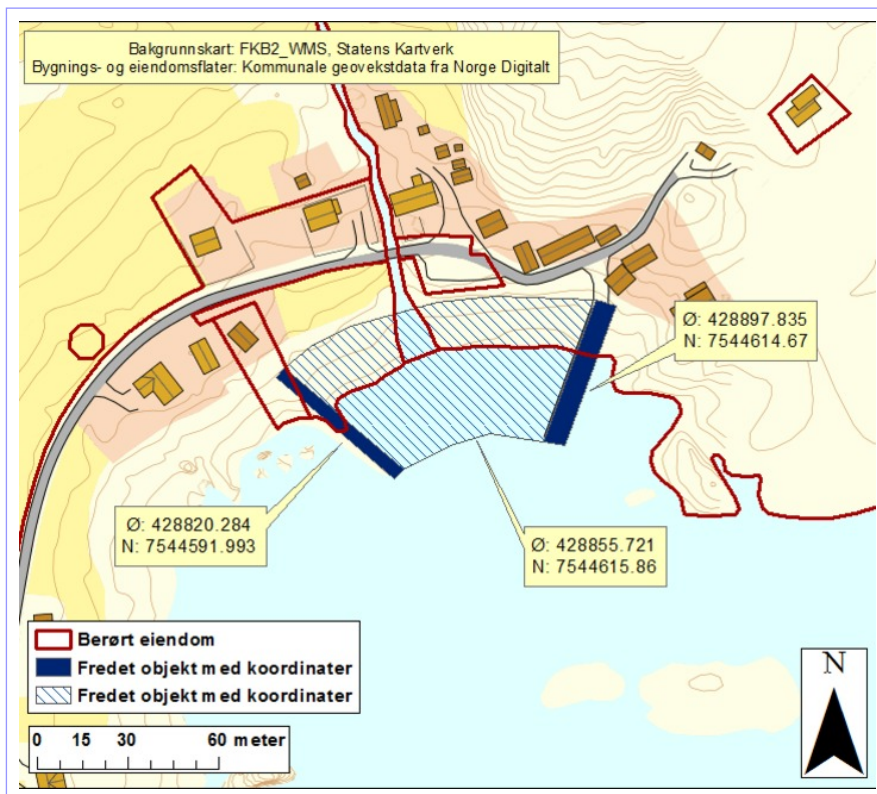 Bakgrunnskart: FKB2_WMS, Statens Kartverk
Bygnings- og eiendomsflater: Kommunale geovekstdata fra Norge Digitalt
Ø: 428897.835
N: 7544614.67
Ø: 428820.284
N: 7544591.993
Ø: 428855.721
N: 7544615.86
Berørt eiendom
Fredet objekt med koordinater
Fredet objekt med koordinater
0 15 30 60 meter
N